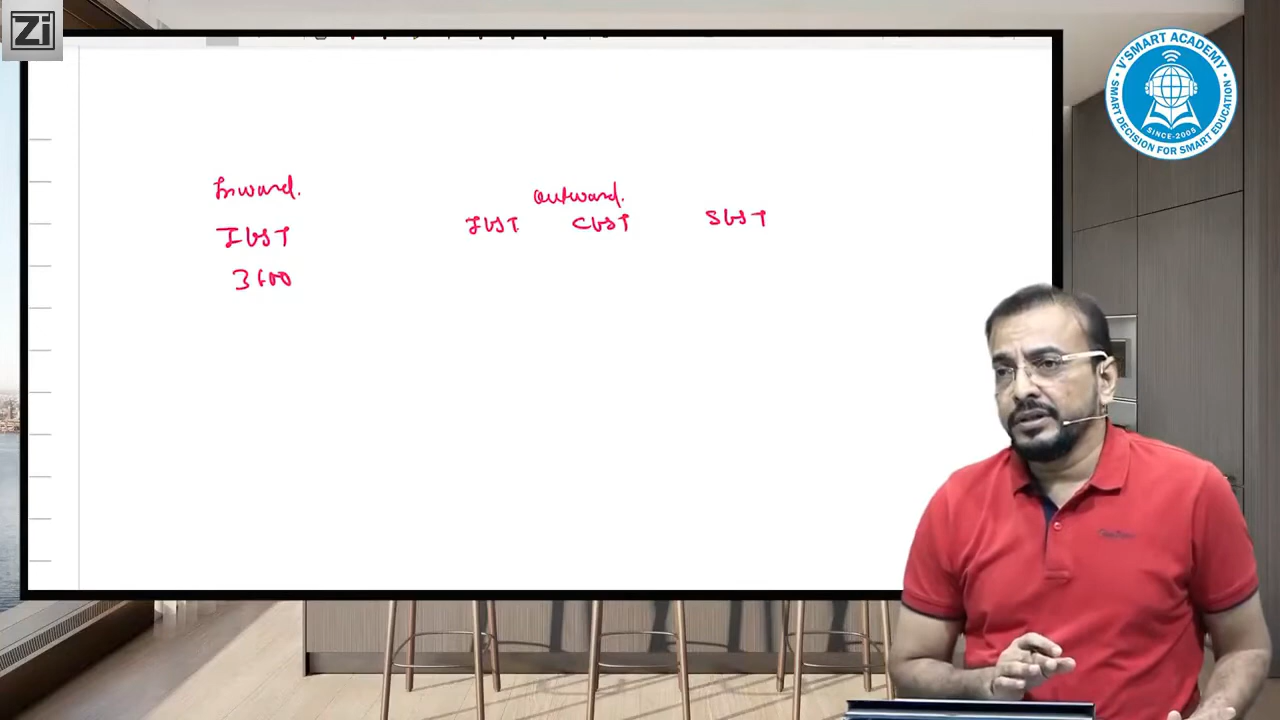 Zi
V'SMART ACADEMY
SMART DECISION FOR SMART EDUCATION
SINCE-2005
Inward.
outward.
IGST
IGST CGST SGST
3600